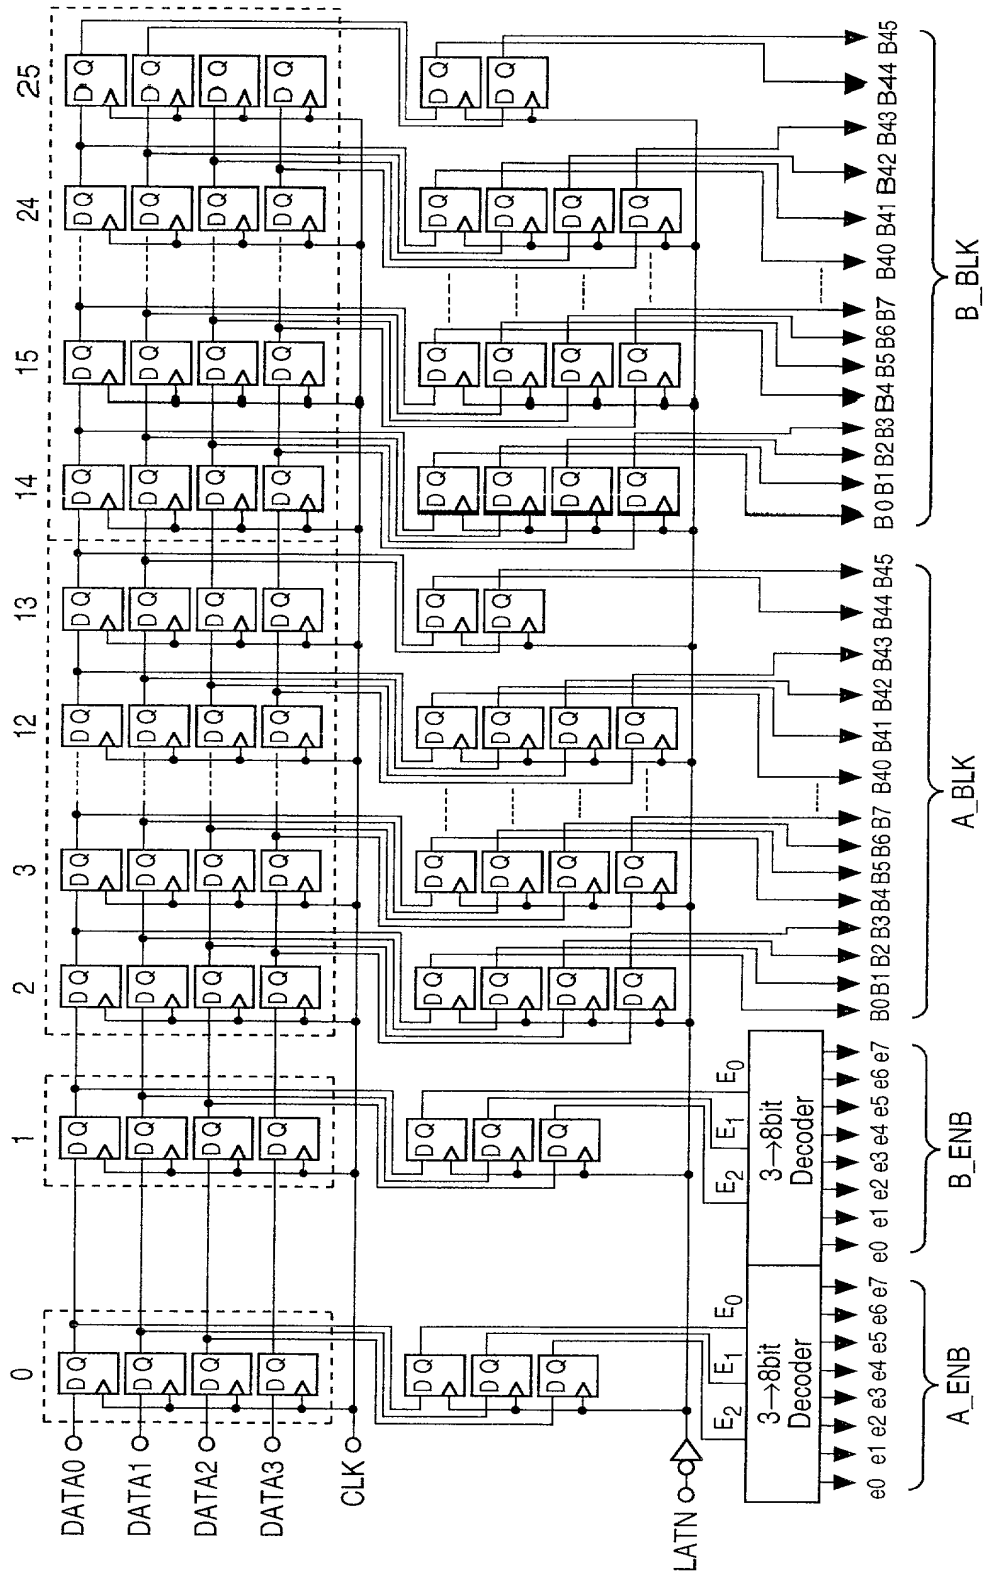 0 1 2 3 12 13 14 15 24 25
DATA0 D Q D Q D Q D Q D Q D Q D Q D Q D Q D Q
DATA1 D Q D Q D Q D Q D Q D Q D Q D Q D Q D Q
DATA2 D Q D Q D Q D Q D Q D Q D Q D Q D Q D Q
DATA3 D Q D Q D Q D Q D Q D Q D Q D Q D Q D Q
CLK
D Q D Q D Q D Q D Q D Q D Q D Q D Q D Q
D Q D Q D Q D Q D Q D Q D Q D Q D Q D Q
D Q D Q D Q D Q D Q D Q D Q D Q
D Q D Q D Q D Q D Q D Q
LATN
E2 E1 E0 E2 E1 E0
3→8bit 3→8bit
Decoder Decoder
e0 e1 e2 e3 e4 e5 e6 e7 e0 e1 e2 e3 e4 e5 e6 e7 B0 B1 B2 B3 B4 B5 B6 B7 B40 B41 B42 B43 B44 B45 B0 B1 B2 B3 B4 B5 B6 B7 B40 B41 B42 B43 B44 B45
A_ENB B_ENB A_BLK B_BLK